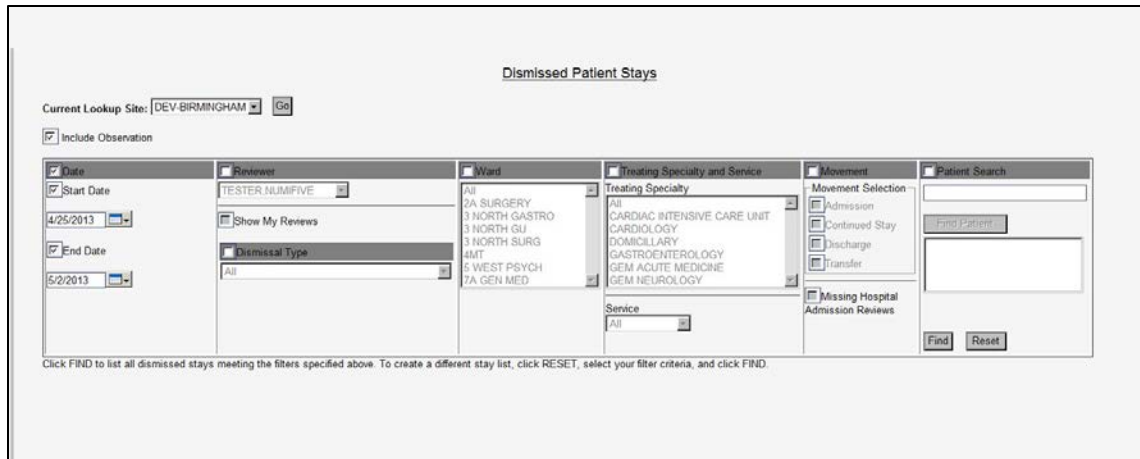 Dismissed Patient Stays
Current Lookup Site: DEV-BIRMINGHAM Go
Include Observation
Date
Start Date
4/25/2013
End Date
5/2/2013
Reviewer
TESTER.NUMIFIVE
Show My Reviews
Dismissal Type
All
Ward
All
2A SURGERY
3 NORTH GASTRO
3 NORTH GU
3 NORTH SURG
4MT
5 WEST PSYCH
7A GEN MED
Treating Specialty and Service
Treating Specialty
All
CARDIAC INTENSIVE CARE UNIT
CARDIOLOGY
DOMICILLARY
GASTROENTEROLOGY
GEM ACUTE MEDICINE
GEM NEUROLOGY
Service
All
Movement
Movement Selection
Admission
Continued Stay
Discharge
Transfer
Missing Hospital
Admission Reviews
Patient Search
Find Patient
Find Reset
Click FIND to list all dismissed stays meeting the filters specified above. To create a different stay list, click RESET, select your filter criteria, and click FIND.